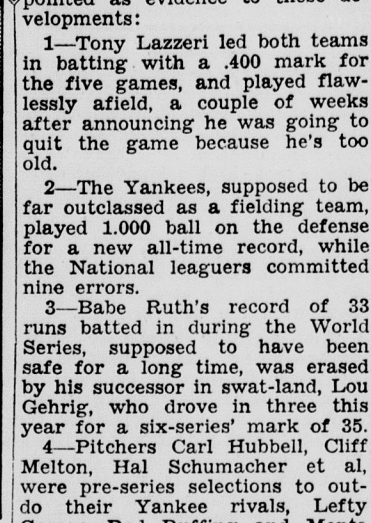 velopments:
1—Tony Lazzeri led both teams
in batting with a .400 mark for
the five games, and played flaw-
lessly afield, a couple of weeks
after announcing he was going to
quit the game because he's too
old.
2—The Yankees, supposed to be
far outclassed as a fielding team,
played 1.000 ball on the defense
for a new all-time record, while
the National leaguers committed
nine errors.
3—Babe Ruth's record of 33
runs batted in during the World
Series, supposed to have been
safe for a long time, was erased
by his successor in swat-land, Lou
Gehrig, who drove in three this
year for a six-series' mark of 35.
4—Pitchers Carl Hubbell, Cliff
Melton, Hal Schumacher et al,
were pre-series selections to out-
do their Yankee rivals, Lefty